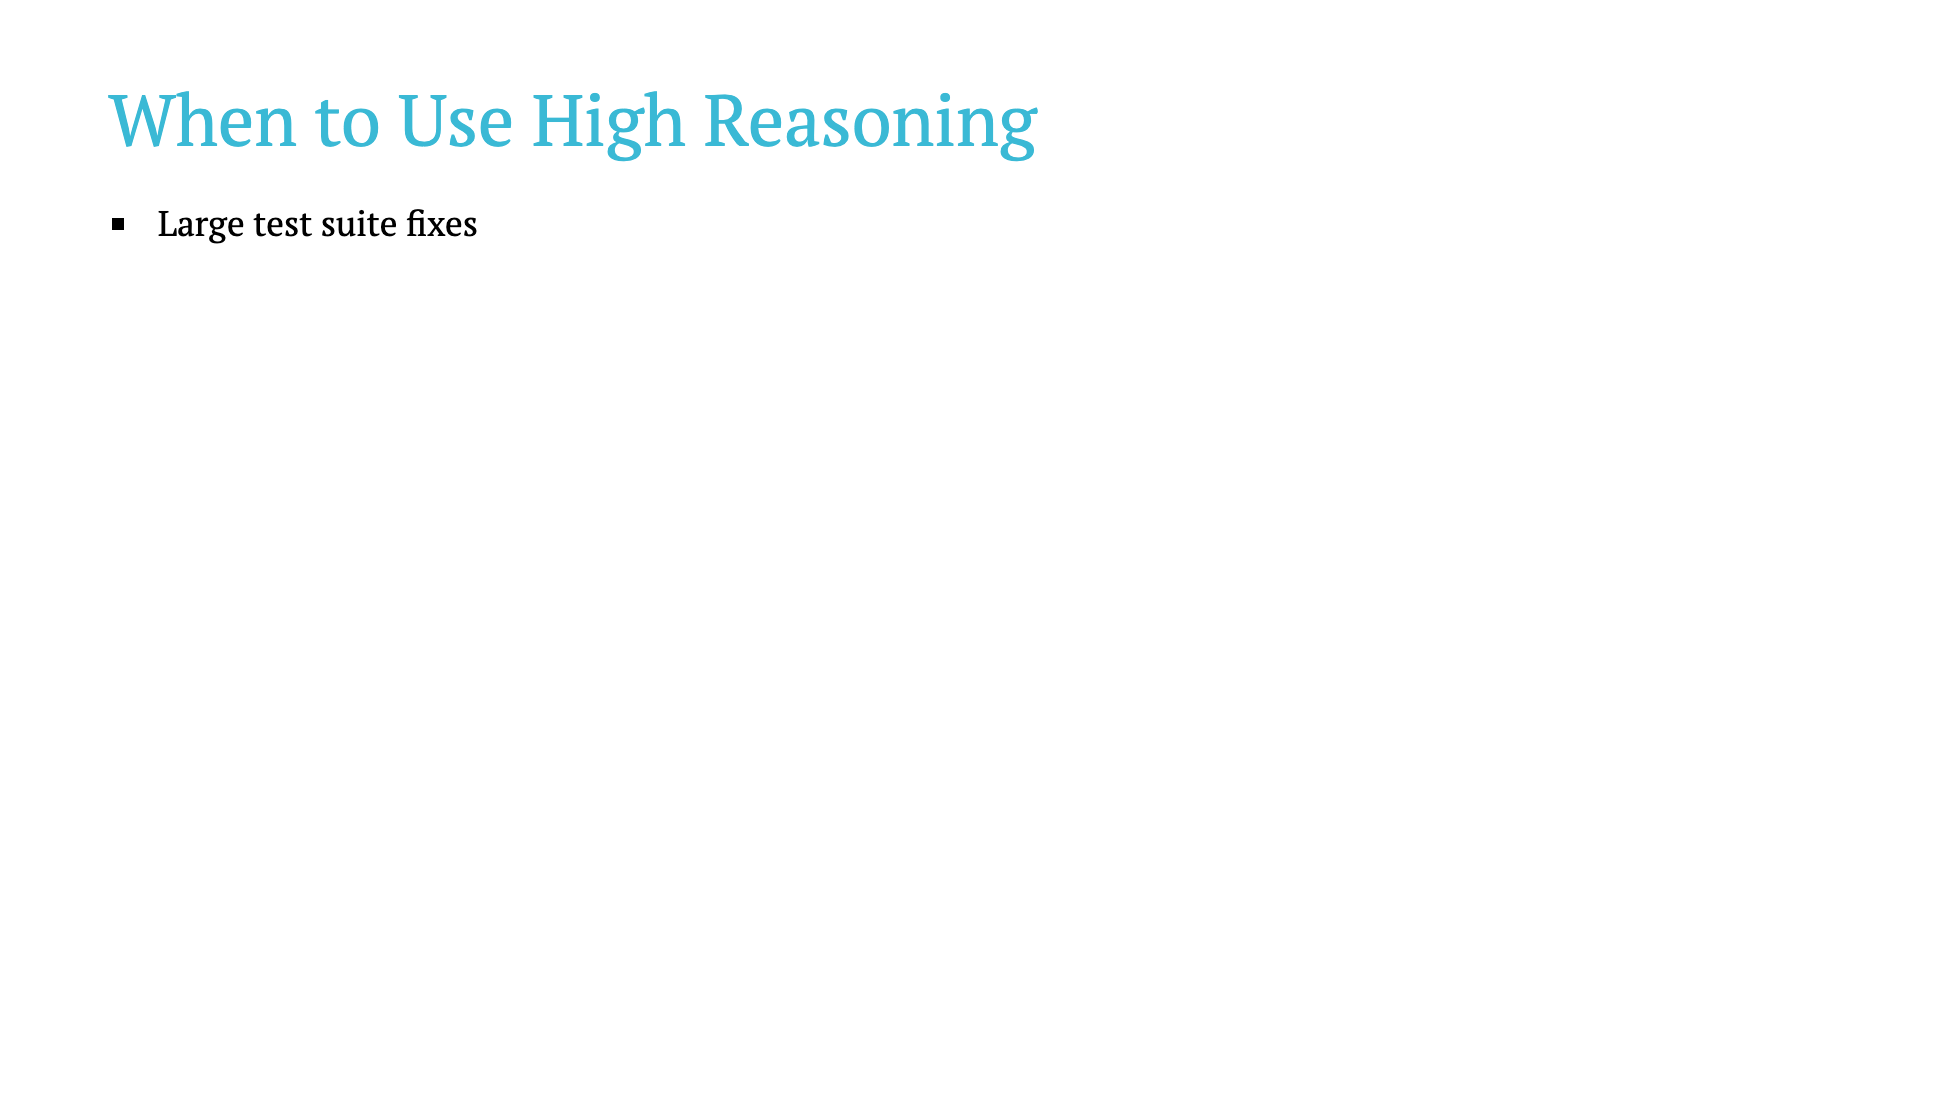 When to Use High Reasoning
▪ Large test suite fixes